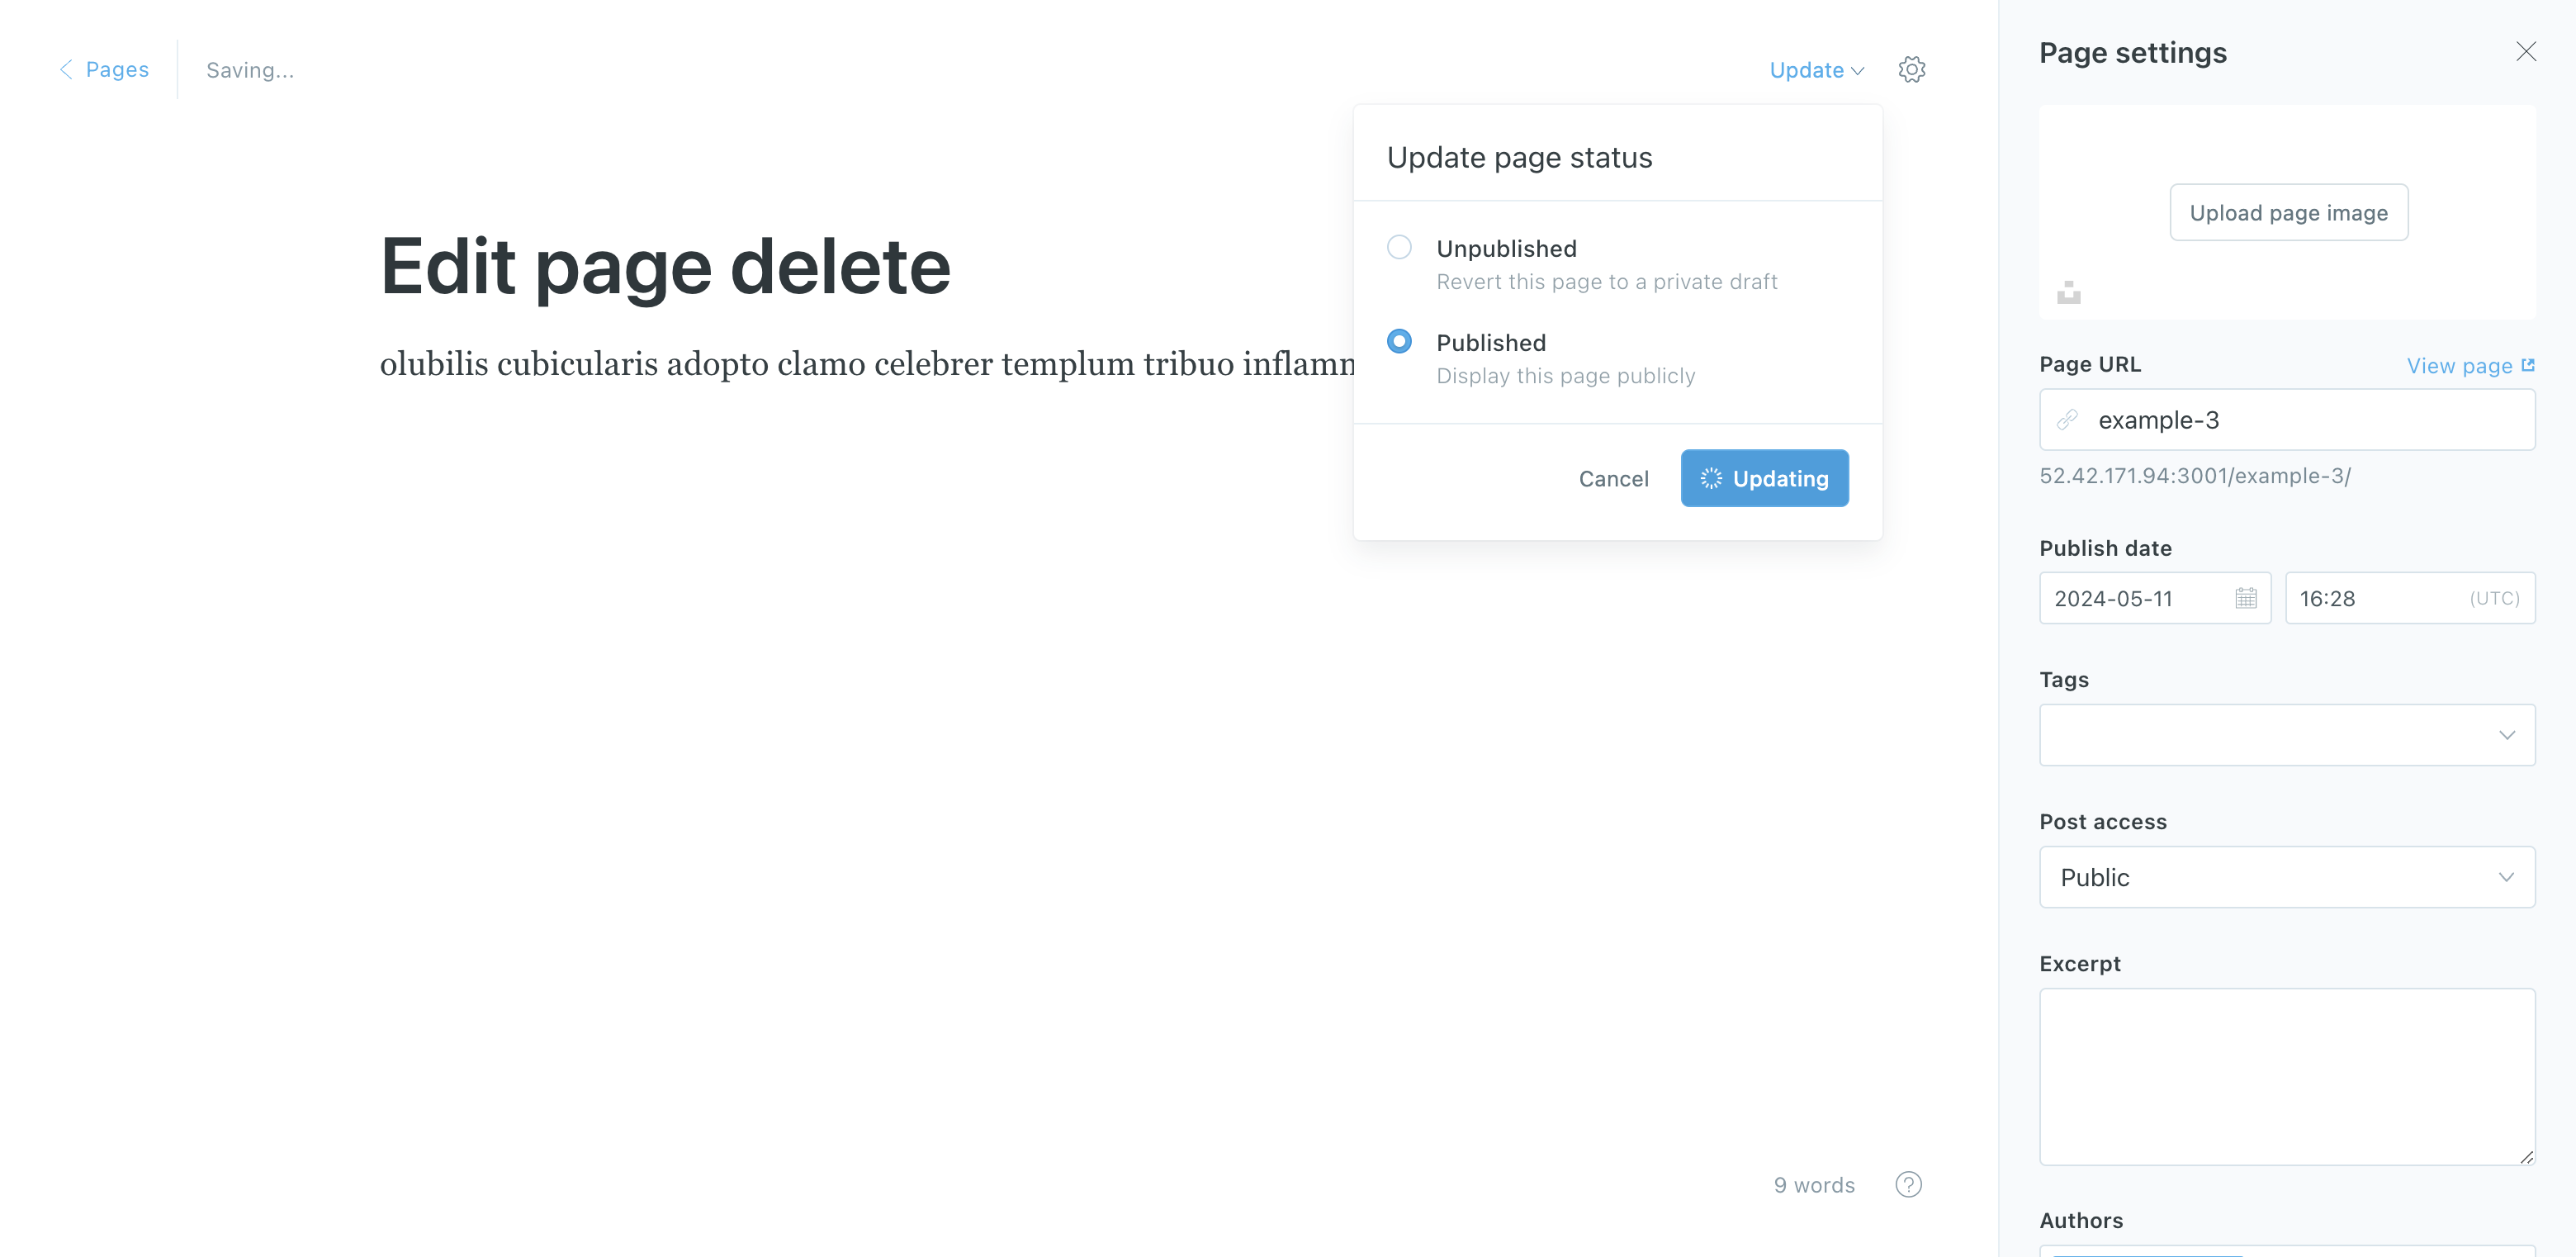 Pages
Saving...
Update
Edit page delete
olubilis cubicularis adopto clamo celebrer templum tribuo
Update page status
Unpublished
Revert this page to a private draft
Published
Display this page publicly
Cancel
Updating
9 words
Page settings
Upload page image
Page URL
View page
example-3
52.42.171.94:3001/example-3/
Publish date
2024-05-11
16:28
(UTC)
Tags
Post access
Public
Excerpt
Authors